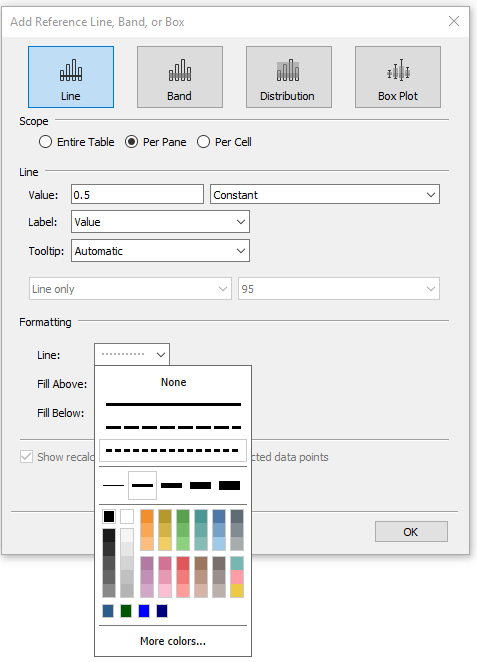 Add Reference Line, Band, or Box
Line Band Distribution Box Plot
Scope
Entire Table Per Pane Per Cell
Line
Value: 0.5 Constant
Label: Value
Tooltip: Automatic
Line only 95
Formatting
Line:
None
Fill Above:
Fill Below:
Show recalc cted data points
OK
More colors...